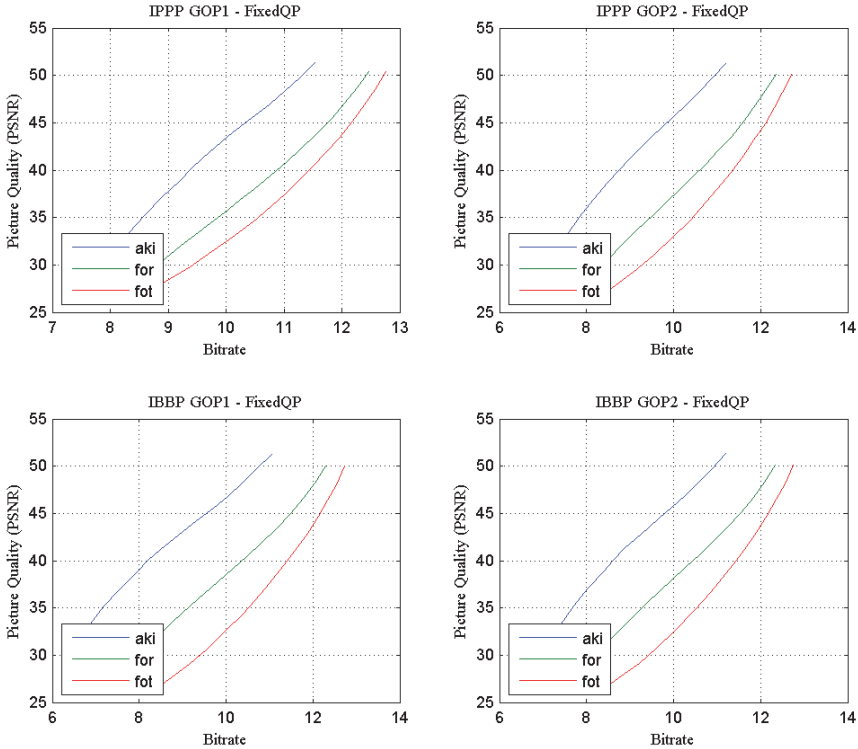 IPPP GOP1 - FixedQP
55
50
45
40
35
30
25
Picture Quality (PSNR)
aki
for
fot
7 8 9 10 11 12 13
Bitrate
IPPP GOP2 - FixedQP
55
50
45
40
35
30
25
Picture Quality (PSNR)
aki
for
fot
6 8 10 12 14
Bitrate
IBBP GOP1 - FixedQP
55
50
45
40
35
30
25
Picture Quality (PSNR)
aki
for
fot
6 8 10 12 14
Bitrate
IBBP GOP2 - FixedQP
55
50
45
40
35
30
25
Picture Quality (PSNR)
aki
for
fot
6 8 10 12 14
Bitrate